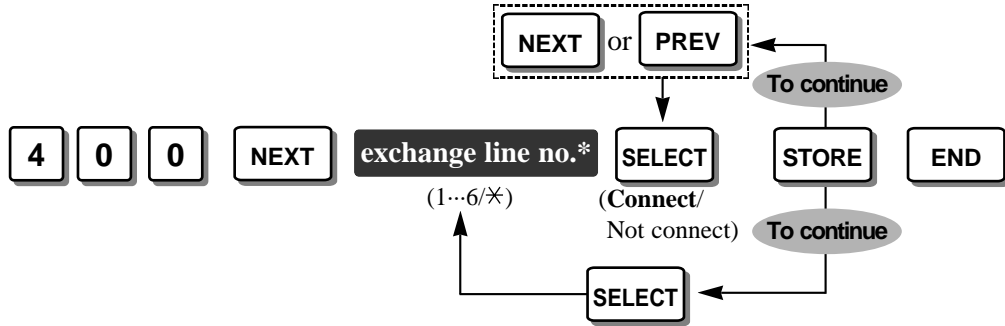 NEXT or PREV
To continue
4 0 0 NEXT exchange line no.* SELECT STORE END
(1···6/✳) (Connect/
Not connect)
To continue
SELECT